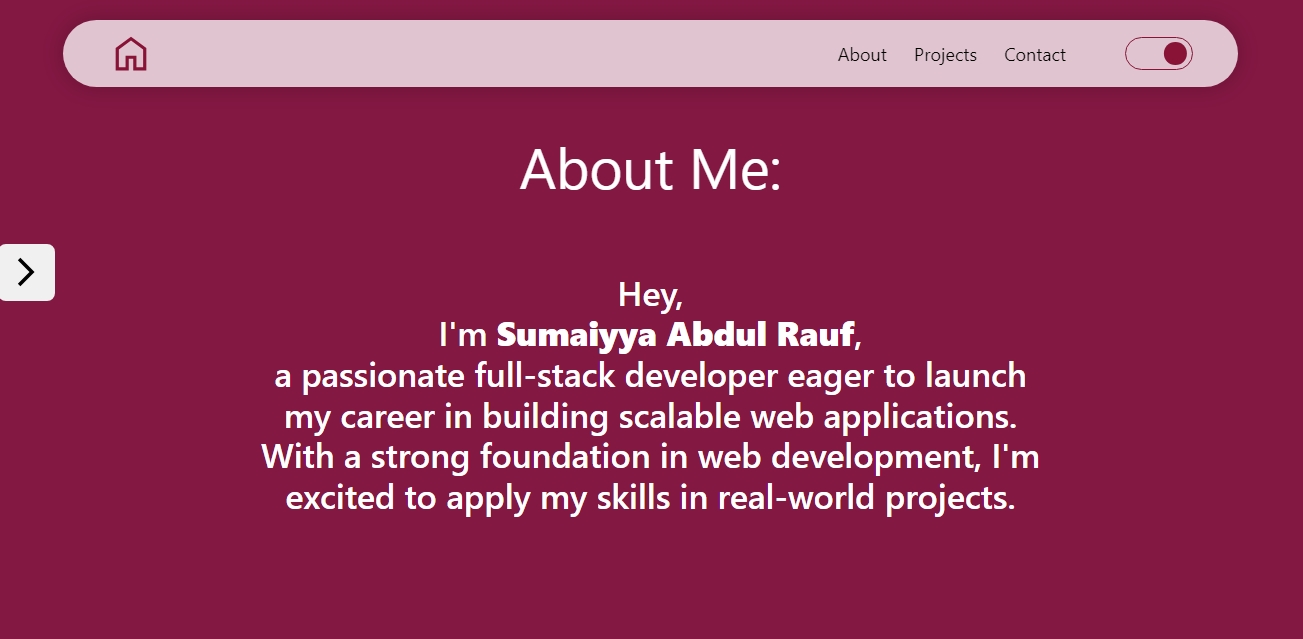 About Projects Contact
About Me:
Hey,
I'm Sumaiyya Abdul Rauf,
a passionate full-stack developer eager to launch
my career in building scalable web applications.
With a strong foundation in web development, I'm
excited to apply my skills in real-world projects.